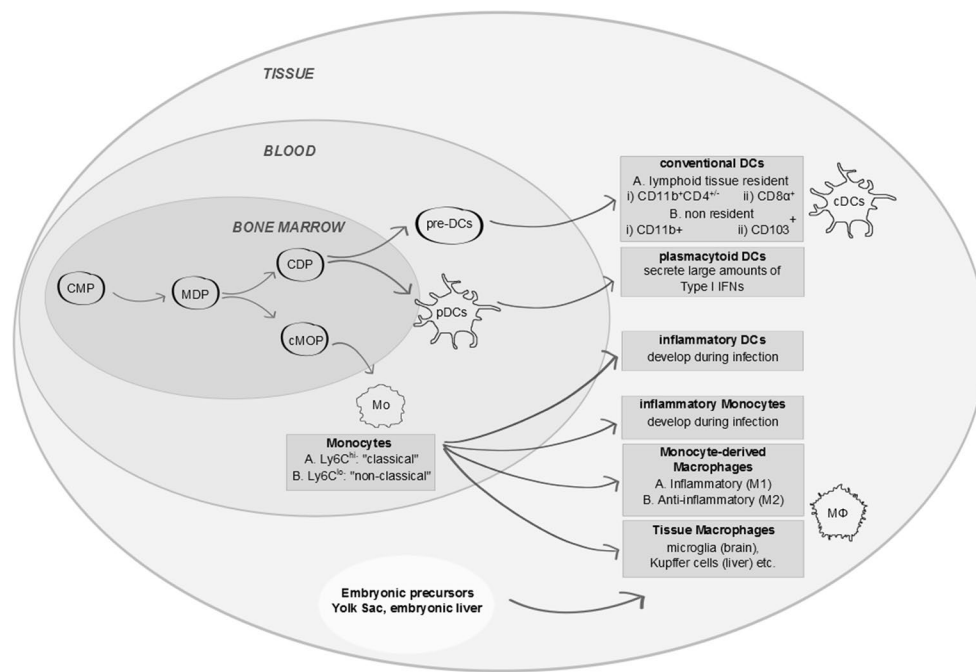 TISSUE
BLOOD
BONE MARROW
CMP
MDP
CDP
cMOP
pre-DCs
pDCs
Mo
Monocytes
A. Ly6Cʰⁱ: "classical"
B. Ly6Cˡᵒ: "non-classical"
conventional DCs
A. lymphoid tissue resident
i) CD11b⁺CD4⁺/⁻ ii) CD8α⁺
B. non resident
i) CD11b+ ii) CD103⁺
cDCs
plasmacytoid DCs
secrete large amounts of
Type I IFNs
inflammatory DCs
develop during infection
inflammatory Monocytes
develop during infection
Monocyte-derived
Macrophages
A. Inflammatory (M1)
B. Anti-inflammatory (M2)
MΦ
Tissue Macrophages
microglia (brain),
Kupffer cells (liver) etc.
Embryonic precursors
Yolk Sac, embryonic liver